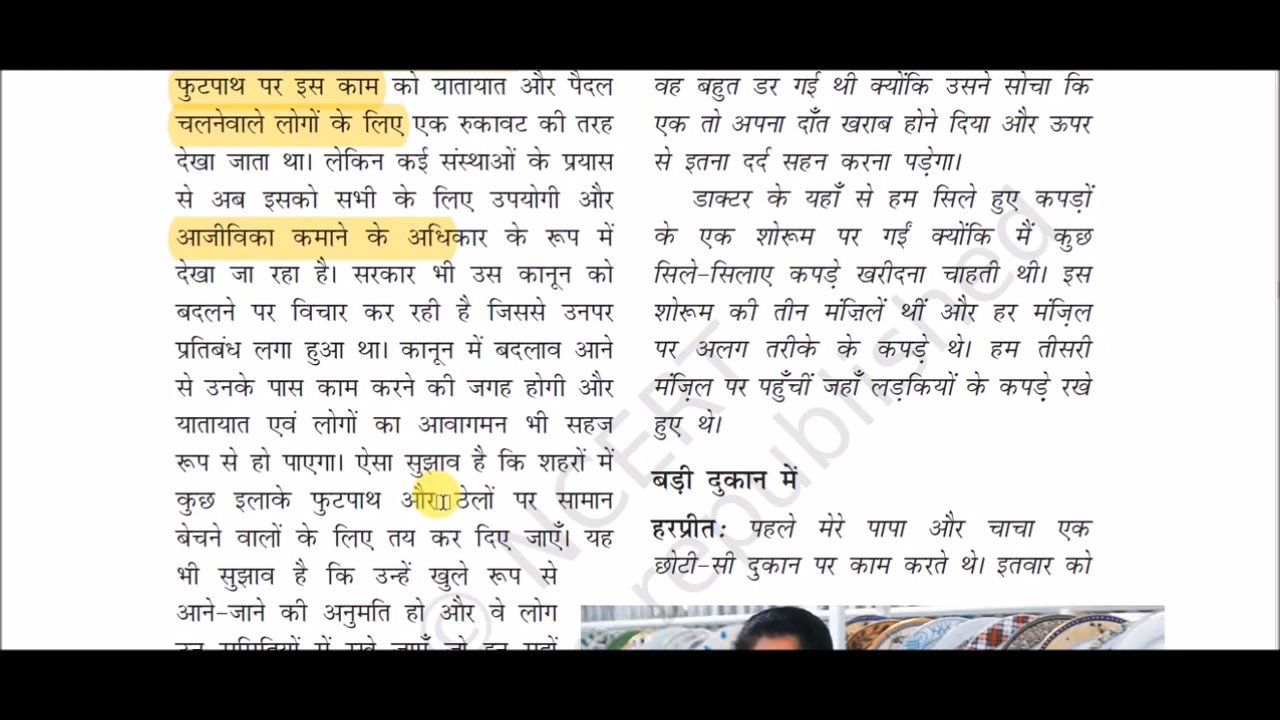 फुटपाथ पर इस काम को यातायात और पैदल
चलनेवाले लोगों के लिए एक रुकावट की तरह
देखा जाता था। लेकिन कई संस्थाओं के प्रयास
से अब इसको सभी के लिए उपयोगी और
आजीविका कमाने के अधिकार के रूप में
देखा जा रहा है। सरकार भी उस कानून को
बदलने पर विचार कर रही है जिससे उनपर
प्रतिबंध लगा हुआ था। कानून में बदलाव आने
से उनके पास काम करने की जगह होगी और
यातायात एवं लोगों का आवागमन भी सहज
रूप से हो पाएगा। ऐसा सुझाव है कि शहरों में
कुछ इलाके फुटपाथ और ठेलों पर सामान
बेचने वालों के लिए तय कर दिए जाएँ। यह
भी सुझाव है कि उन्हें खुले रूप से
आने-जाने की अनुमति हो और वे लोग
वह बहुत डर गई थी क्योंकि उसने सोचा कि
एक तो अपना दाँत खराब होने दिया और ऊपर
से इतना दर्द सहन करना पड़ेगा।
डाक्टर के यहाँ से हम सिले हुए कपड़ों
के एक शोरूम पर गईं क्योंकि मैं कुछ
सिले-सिलाए कपड़े खरीदना चाहती थी। इस
शोरूम की तीन मंज़िलें थीं और हर मंज़िल
पर अलग तरीके के कपड़े थे। हम तीसरी
मंज़िल पर पहुँचीं जहाँ लड़कियों के कपड़े रखे
हुए थे।
बड़ी दुकान में
हरप्रीत: पहले मेरे पापा और चाचा एक
छोटी-सी दुकान पर काम करते थे। इतवार को
© NCERT
republished